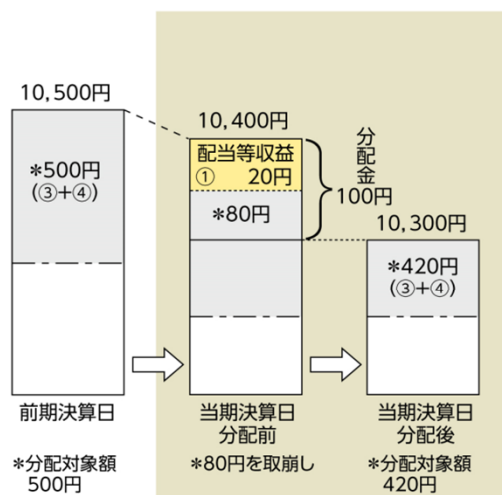 10,500円
*500円
(③+④)
前期決算日
*分配対象額
500円
10,400円
配当等収益
① 20円
*80円
分配金
100円
当期決算日
分配前
*80円を取崩し
10,300円
*420円
(③+④)
当期決算日
分配後
*分配対象額
420円